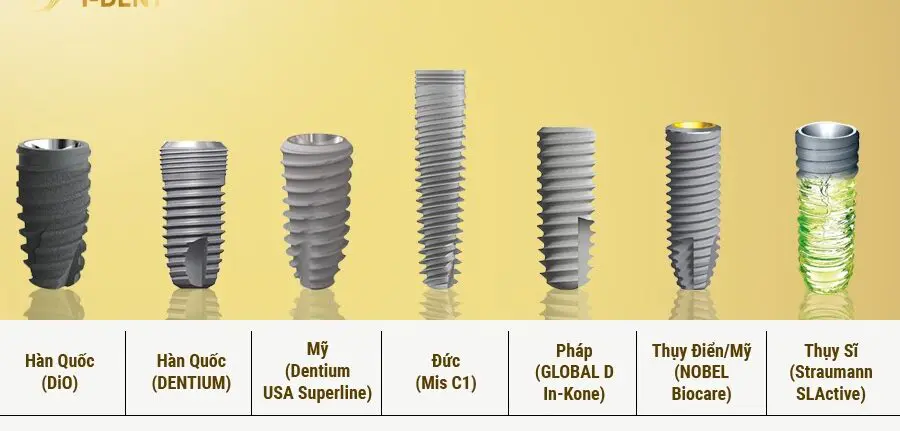 I-DENT
Hàn Quốc
(DiO)
Hàn Quốc
(DENTIUM)
Mỹ
(Dentium
USA Superline)
Đức
(Mis C1)
Pháp
(GLOBAL D
In-Kone)
Thụy Điển/Mỹ
(NOBEL
Biocare)
Thụy Sĩ
(Straumann
SLActive)